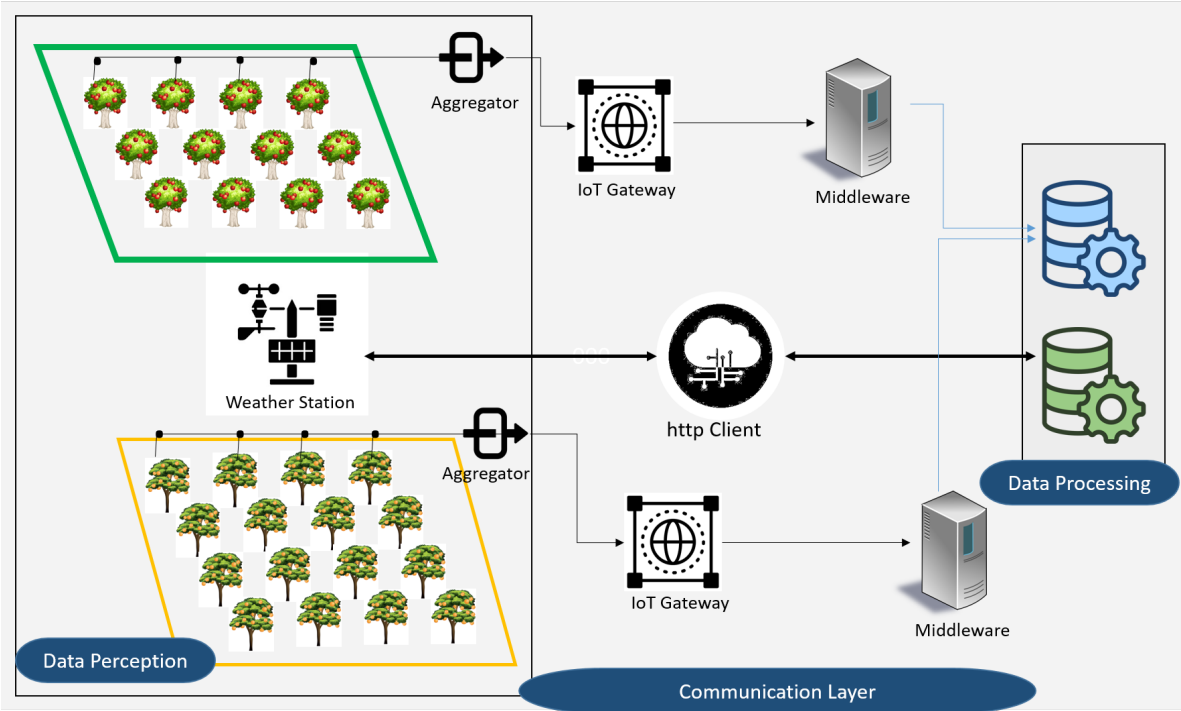 Aggregator
IoT Gateway
Middleware
Weather Station
http Client
Aggregator
Data Processing
IoT Gateway
Middleware
Data Perception
Communication Layer